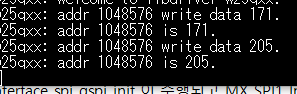 25qxx: addr 1048576 write data 171.
25qxx: addr 1048576 is 171.
25qxx: addr 1048576 write data 205.
25qxx: addr 1048576 is 205.